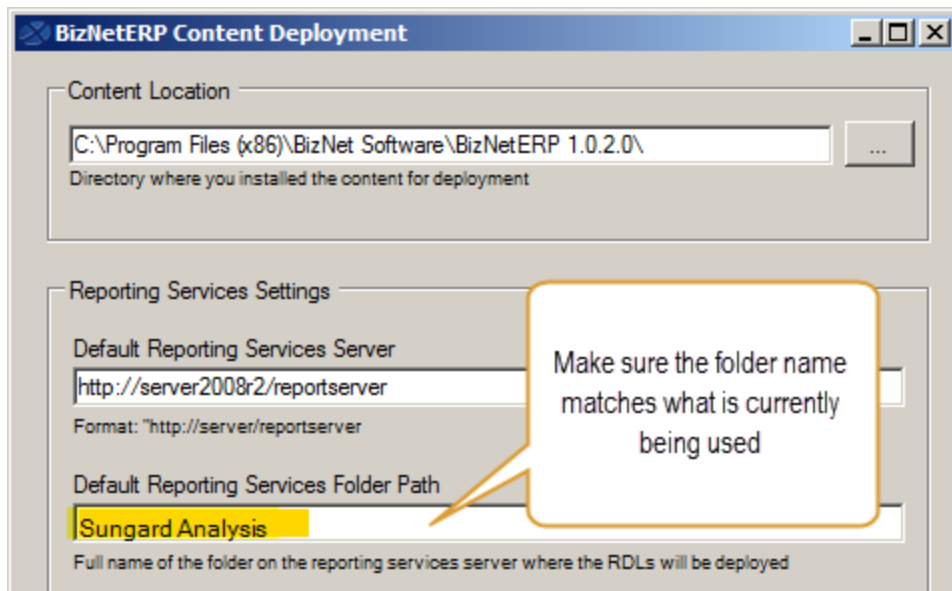 BizNetERP Content Deployment
Content Location
C:\Program Files (x86)\BizNet Software\BizNetERP 1.0.2.0\
...
Directory where you installed the content for deployment
Reporting Services Settings
Default Reporting Services Server
http://server2008r2/reportserver
Format: "http://server/reportserver
Make sure the folder name
matches what is currently
being used
Default Reporting Services Folder Path
Sungard Analysis
Full name of the folder on the reporting services server where the RDLs will be deployed